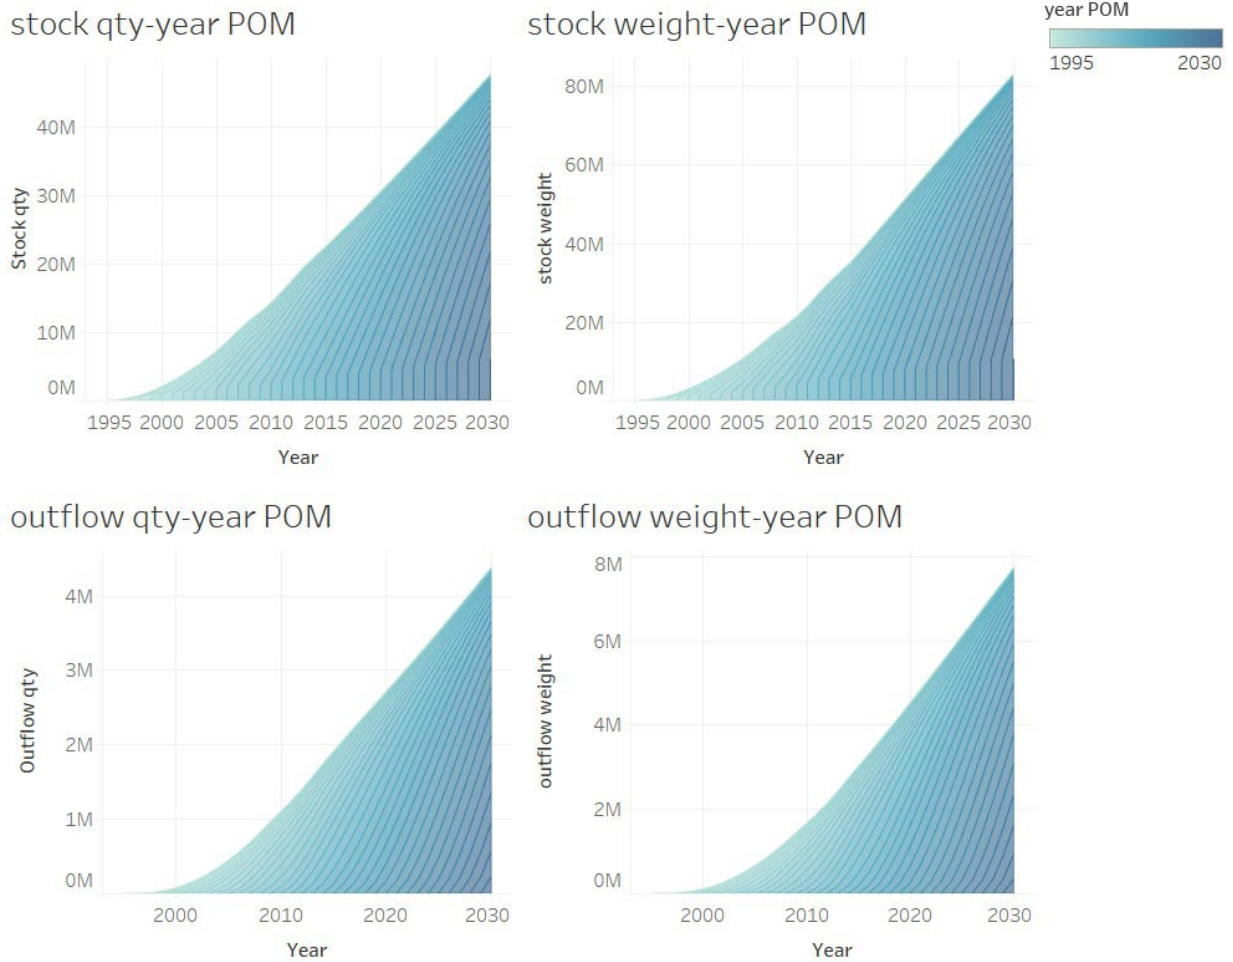 stock qty-year POM
40M
30M
20M
10M
0M
Stock qty
1995 2000 2005 2010 2015 2020 2025 2030
Year
stock weight-year POM
80M
60M
40M
20M
0M
stock weight
1995 2000 2005 2010 2015 2020 2025 2030
Year
year POM
1995 2030
outflow qty-year POM
4M
3M
2M
1M
0M
Outflow qty
2000 2010 2020 2030
Year
outflow weight-year POM
8M
6M
4M
2M
0M
outflow weight
2000 2010 2020 2030
Year